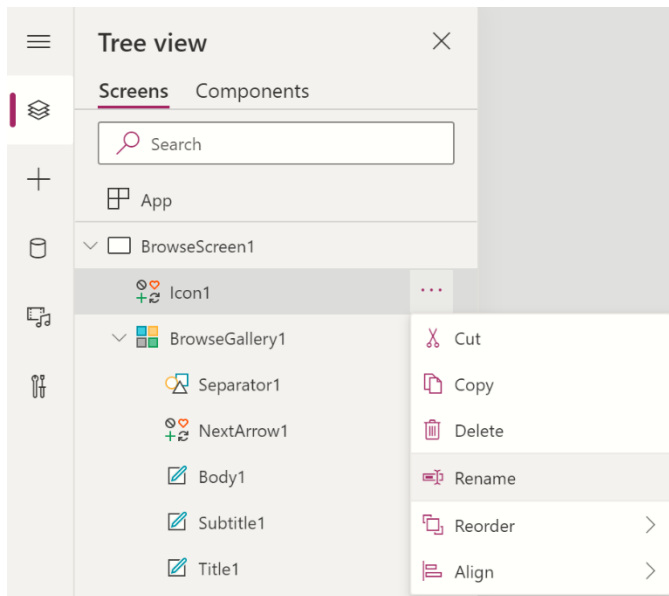 Tree view
Screens Components
Search
App
BrowseScreen1
Icon1
BrowseGallery1
Separator1
NextArrow1
Body1
Subtitle1
Title1
Cut
Copy
Delete
Rename
Reorder
Align